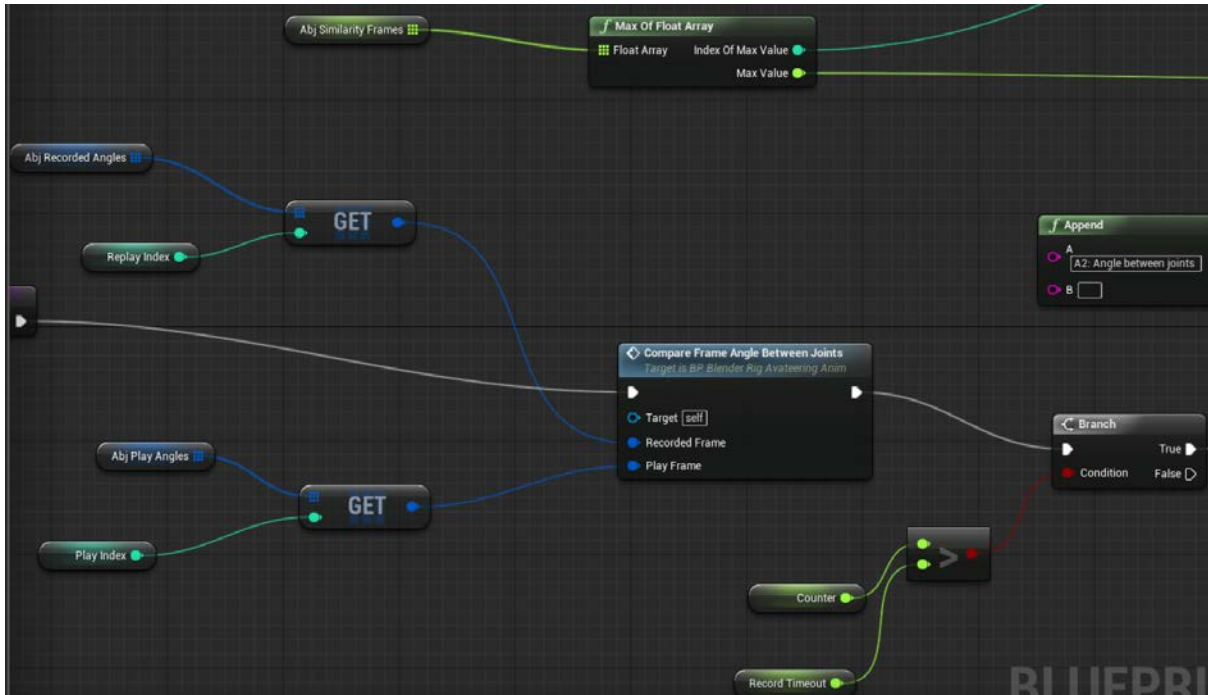 Abj Similarity Frames
f Max Of Float Array
Float Array Index Of Max Value
Max Value
Abj Recorded Angles
GET
Replay Index
f Append
A
A2: Angle between joints
B
Compare Frame Angle Between Joints
Target is BP Blender Rig Avateering Anim
Target self
Recorded Frame
Play Frame
Branch
True
Condition False
Abj Play Angles
GET
Play Index
>
Counter
Record Timeout